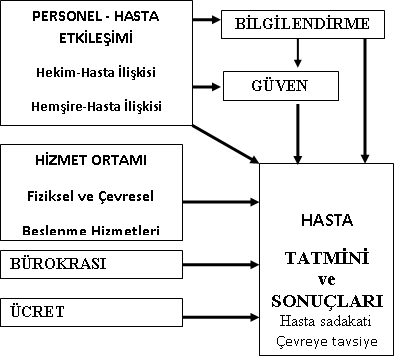 PERSONEL - HASTA
ETKİLEŞİMİ
Hekim-Hasta İlişkisi
Hemşire-Hasta İlişkisi
BİLGİLENDİRME
GÜVEN
HİZMET ORTAMI
Fiziksel ve Çevresel
Beslenme Hizmetleri
BÜROKRASI
ÜCRET
HASTA
TATMİNİ
ve
SONUÇLARI
Hasta sadakati
Çevreye tavsiye